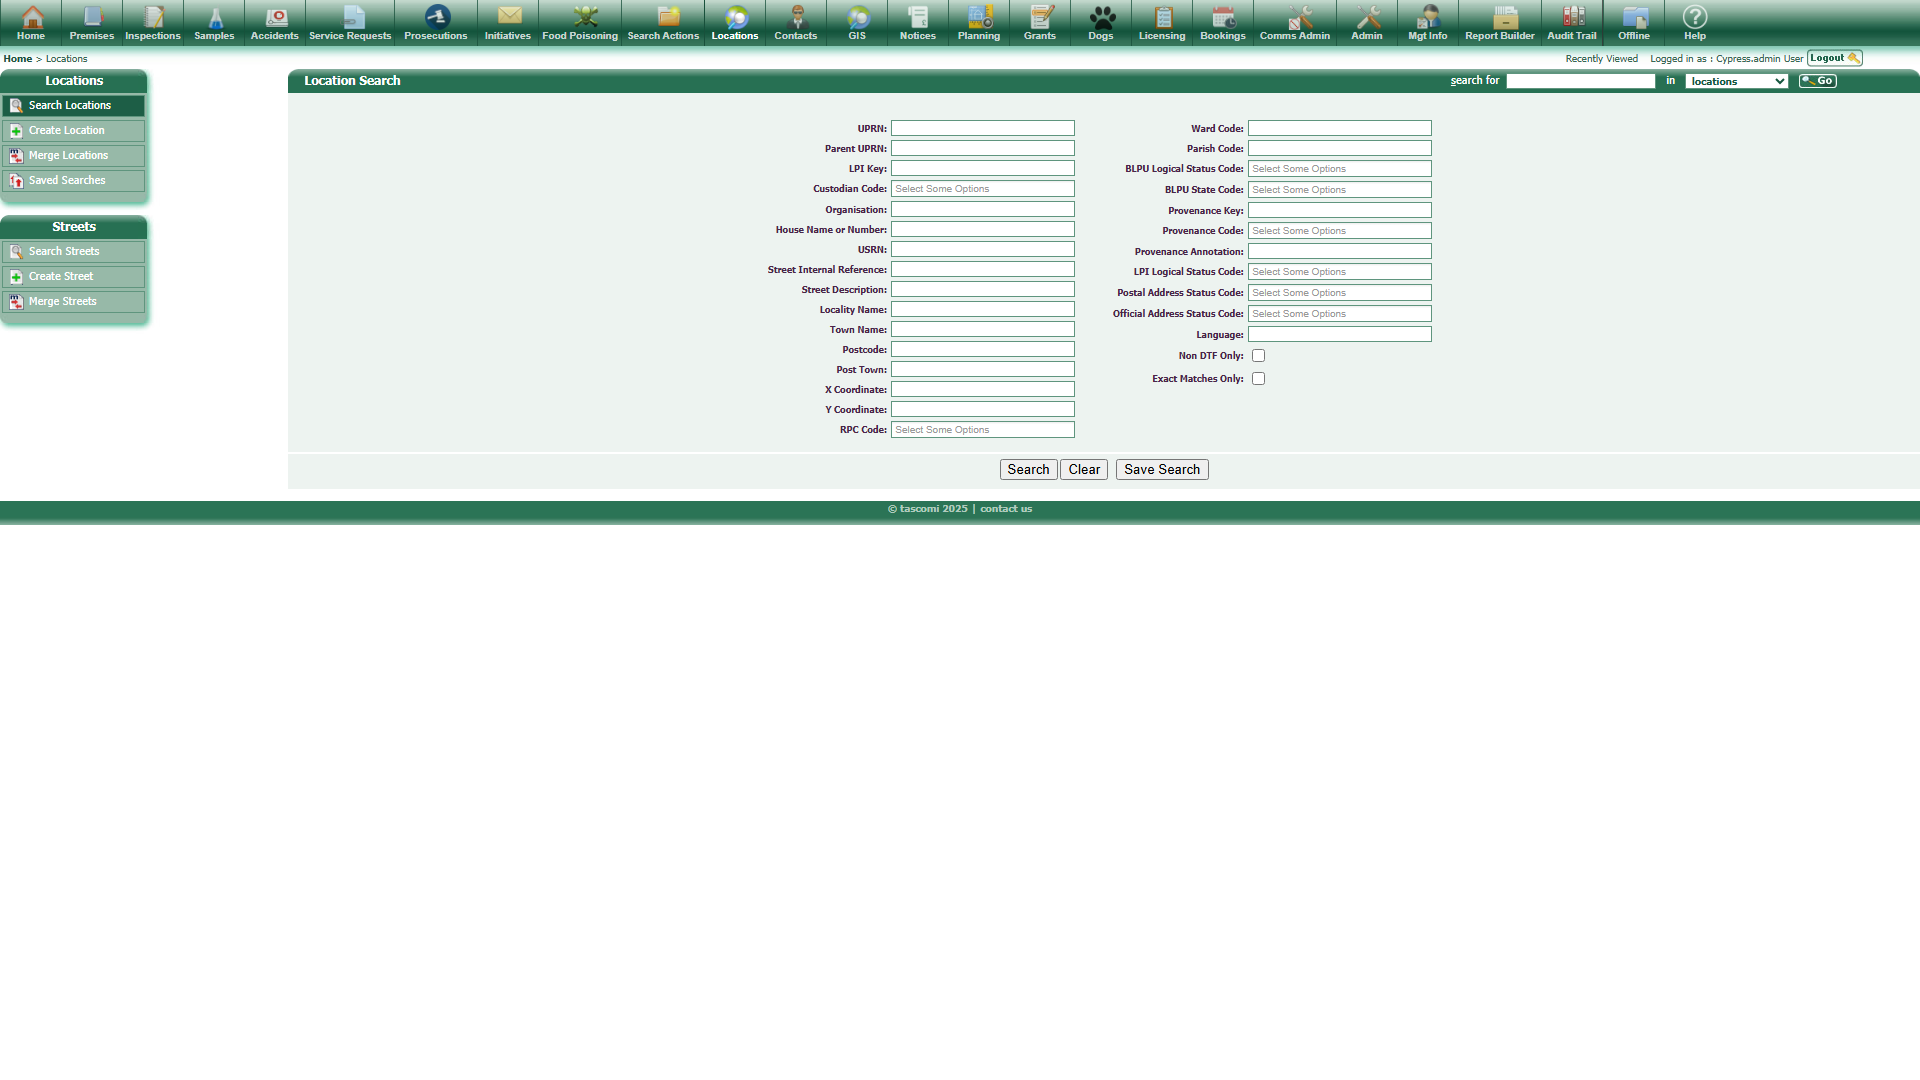 Home Premises Inspections Samples Accidents Service Requests Prosecutions Initiatives Food Poisoning Search Actions Locations Contacts GIS Notices Planning Grants Dogs Licensing Bookings Comms Admin Admin Mgt Info Report Builder Audit Trail Offline Help
Home > Locations
Recently Viewed Logged in as : Cypress.admin User Logout
Locations
Search Locations
Create Location
Merge Locations
Saved Searches
Streets
Search Streets
Create Street
Merge Streets
Location Search
search for in locations Go
UPRN:
Parent UPRN:
LPI Key:
Custodian Code: Select Some Options
Organisation:
House Name or Number:
USRN:
Street Internal Reference:
Street Description:
Locality Name:
Town Name:
Postcode:
Post Town:
X Coordinate:
Y Coordinate:
RPC Code: Select Some Options
Ward Code:
Parish Code:
BLPU Logical Status Code: Select Some Options
BLPU State Code: Select Some Options
Provenance Key:
Provenance Code: Select Some Options
Provenance Annotation:
LPI Logical Status Code: Select Some Options
Postal Address Status Code: Select Some Options
Official Address Status Code: Select Some Options
Language:
Non DTF Only:
Exact Matches Only:
Search Clear Save Search
© tascomi 2025 | contact us